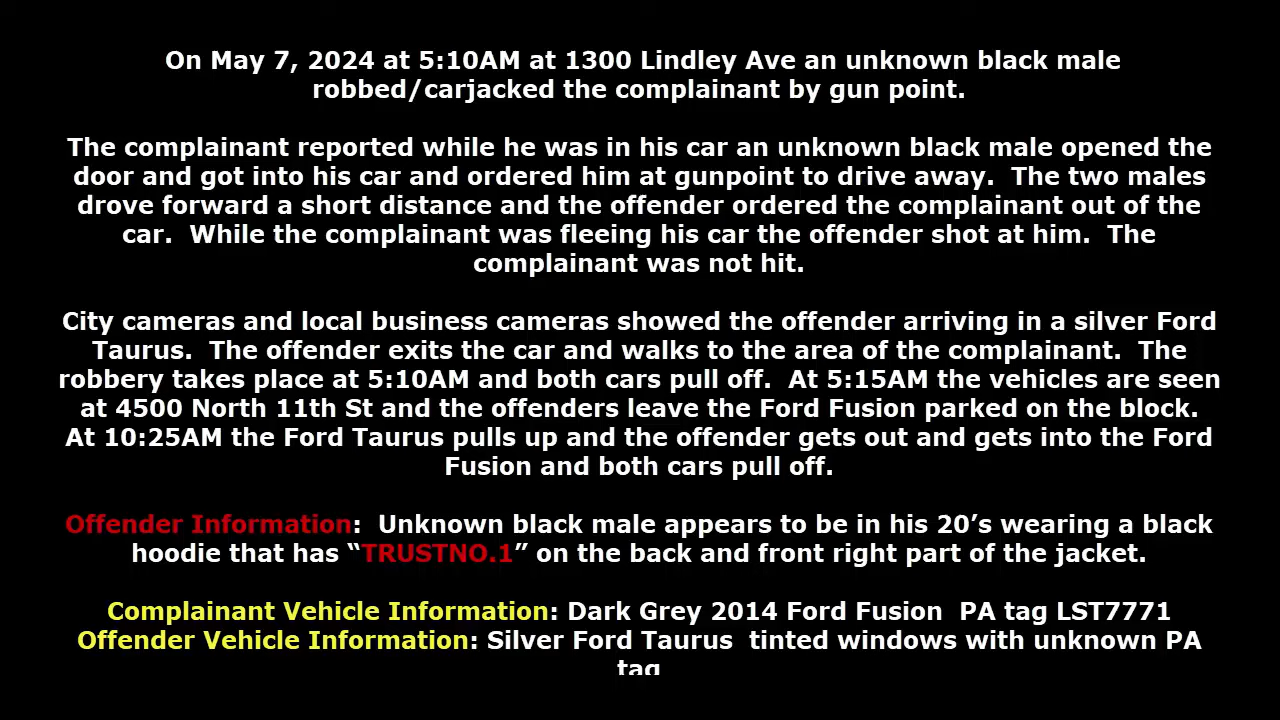 On May 7, 2024 at 5:10AM at 1300 Lindley Ave an unknown black male
robbed/carjacked the complainant by gun point.
The complainant reported while he was in his car an unknown black male opened the
door and got into his car and ordered him at gunpoint to drive away.  The two males
drove forward a short distance and the offender ordered the complainant out of the
car.  While the complainant was fleeing his car the offender shot at him.  The
complainant was not hit.
City cameras and local business cameras showed the offender arriving in a silver Ford
Taurus.  The offender exits the car and walks to the area of the complainant.  The
robbery takes place at 5:10AM and both cars pull off.  At 5:15AM the vehicles are seen
at 4500 North 11th St and the offenders leave the Ford Fusion parked on the block.
At 10:25AM the Ford Taurus pulls up and the offender gets out and gets into the Ford
Fusion and both cars pull off.
Offender Information:  Unknown black male appears to be in his 20’s wearing a black
hoodie that has “TRUSTNO.1” on the back and front right part of the jacket.
Complainant Vehicle Information: Dark Grey 2014 Ford Fusion  PA tag LST7771
Offender Vehicle Information: Silver Ford Taurus  tinted windows with unknown PA
tag